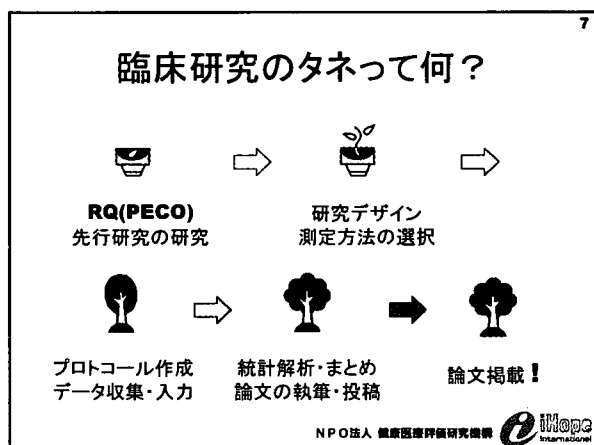 7
臨床研究のタネって何？
RQ(PECO)
先行研究の研究
研究デザイン
測定方法の選択
プロトコール作成
データ収集・入力
統計解析・まとめ
論文の執筆・投稿
論文掲載！
NPO法人 健康医療評価研究機構
iHope
International